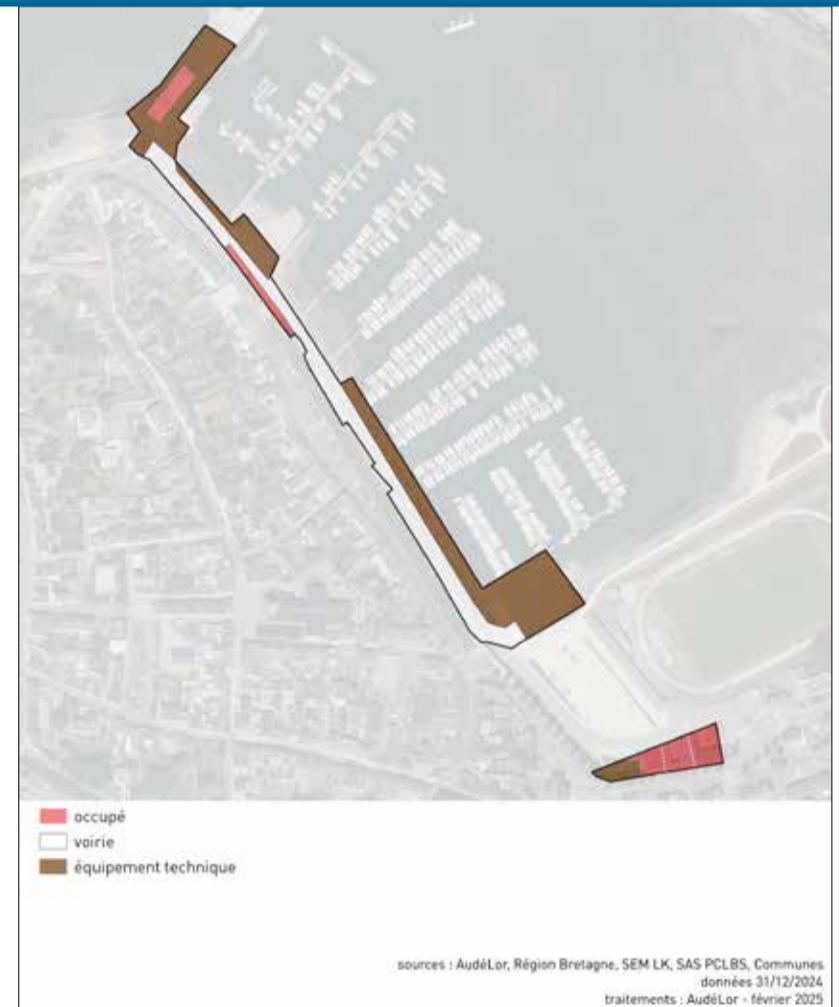 occupé
voirie
équipement technique
sources : AudéLor, Région Bretagne, SEM LK, SAS PCLBS, Communes
données 31/12/2024
traitements : AudéLor - février 2025